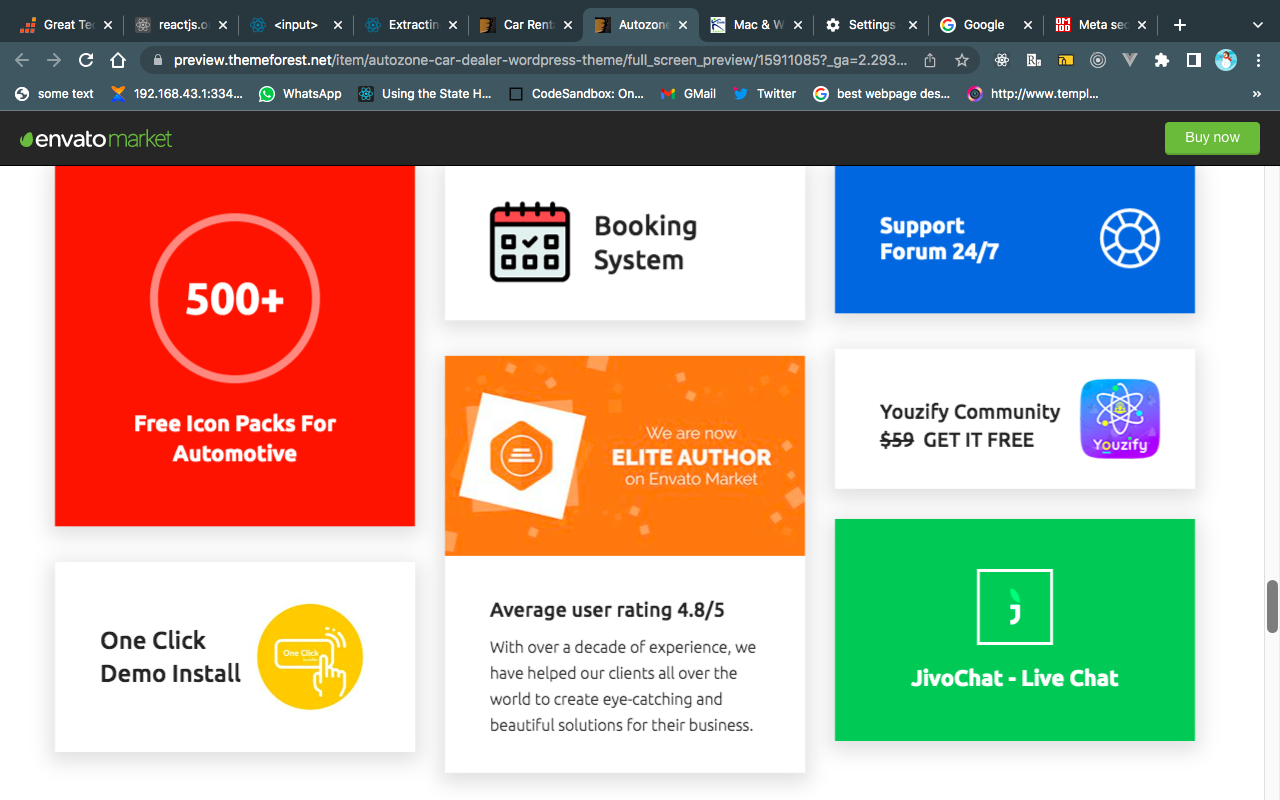 Great Tec
reactjs.o
<input>
Extractin
Car Rent
Autozone
Mac & W
Settings
Google
Meta sec
preview.themeforest.net/item/autozone-car-dealer-wordpress-theme/full_screen_preview/15911085?_ga=2.293...
some text
192.168.43.1:334...
WhatsApp
Using the State H...
CodeSandbox: On...
GMail
Twitter
best webpage des...
http://www.templ...
»
envato market
Buy now
500+
Free Icon Packs For
Automotive
Booking
System
Support
Forum 24/7
We are now
ELITE AUTHOR
on Envato Market
Youzify Community
$59 GET IT FREE
Youzify
One Click
Demo Install
One Click
Average user rating 4.8/5
With over a decade of experience, we
have helped our clients all over the
world to create eye-catching and
beautiful solutions for their business.
JivoChat - Live Chat